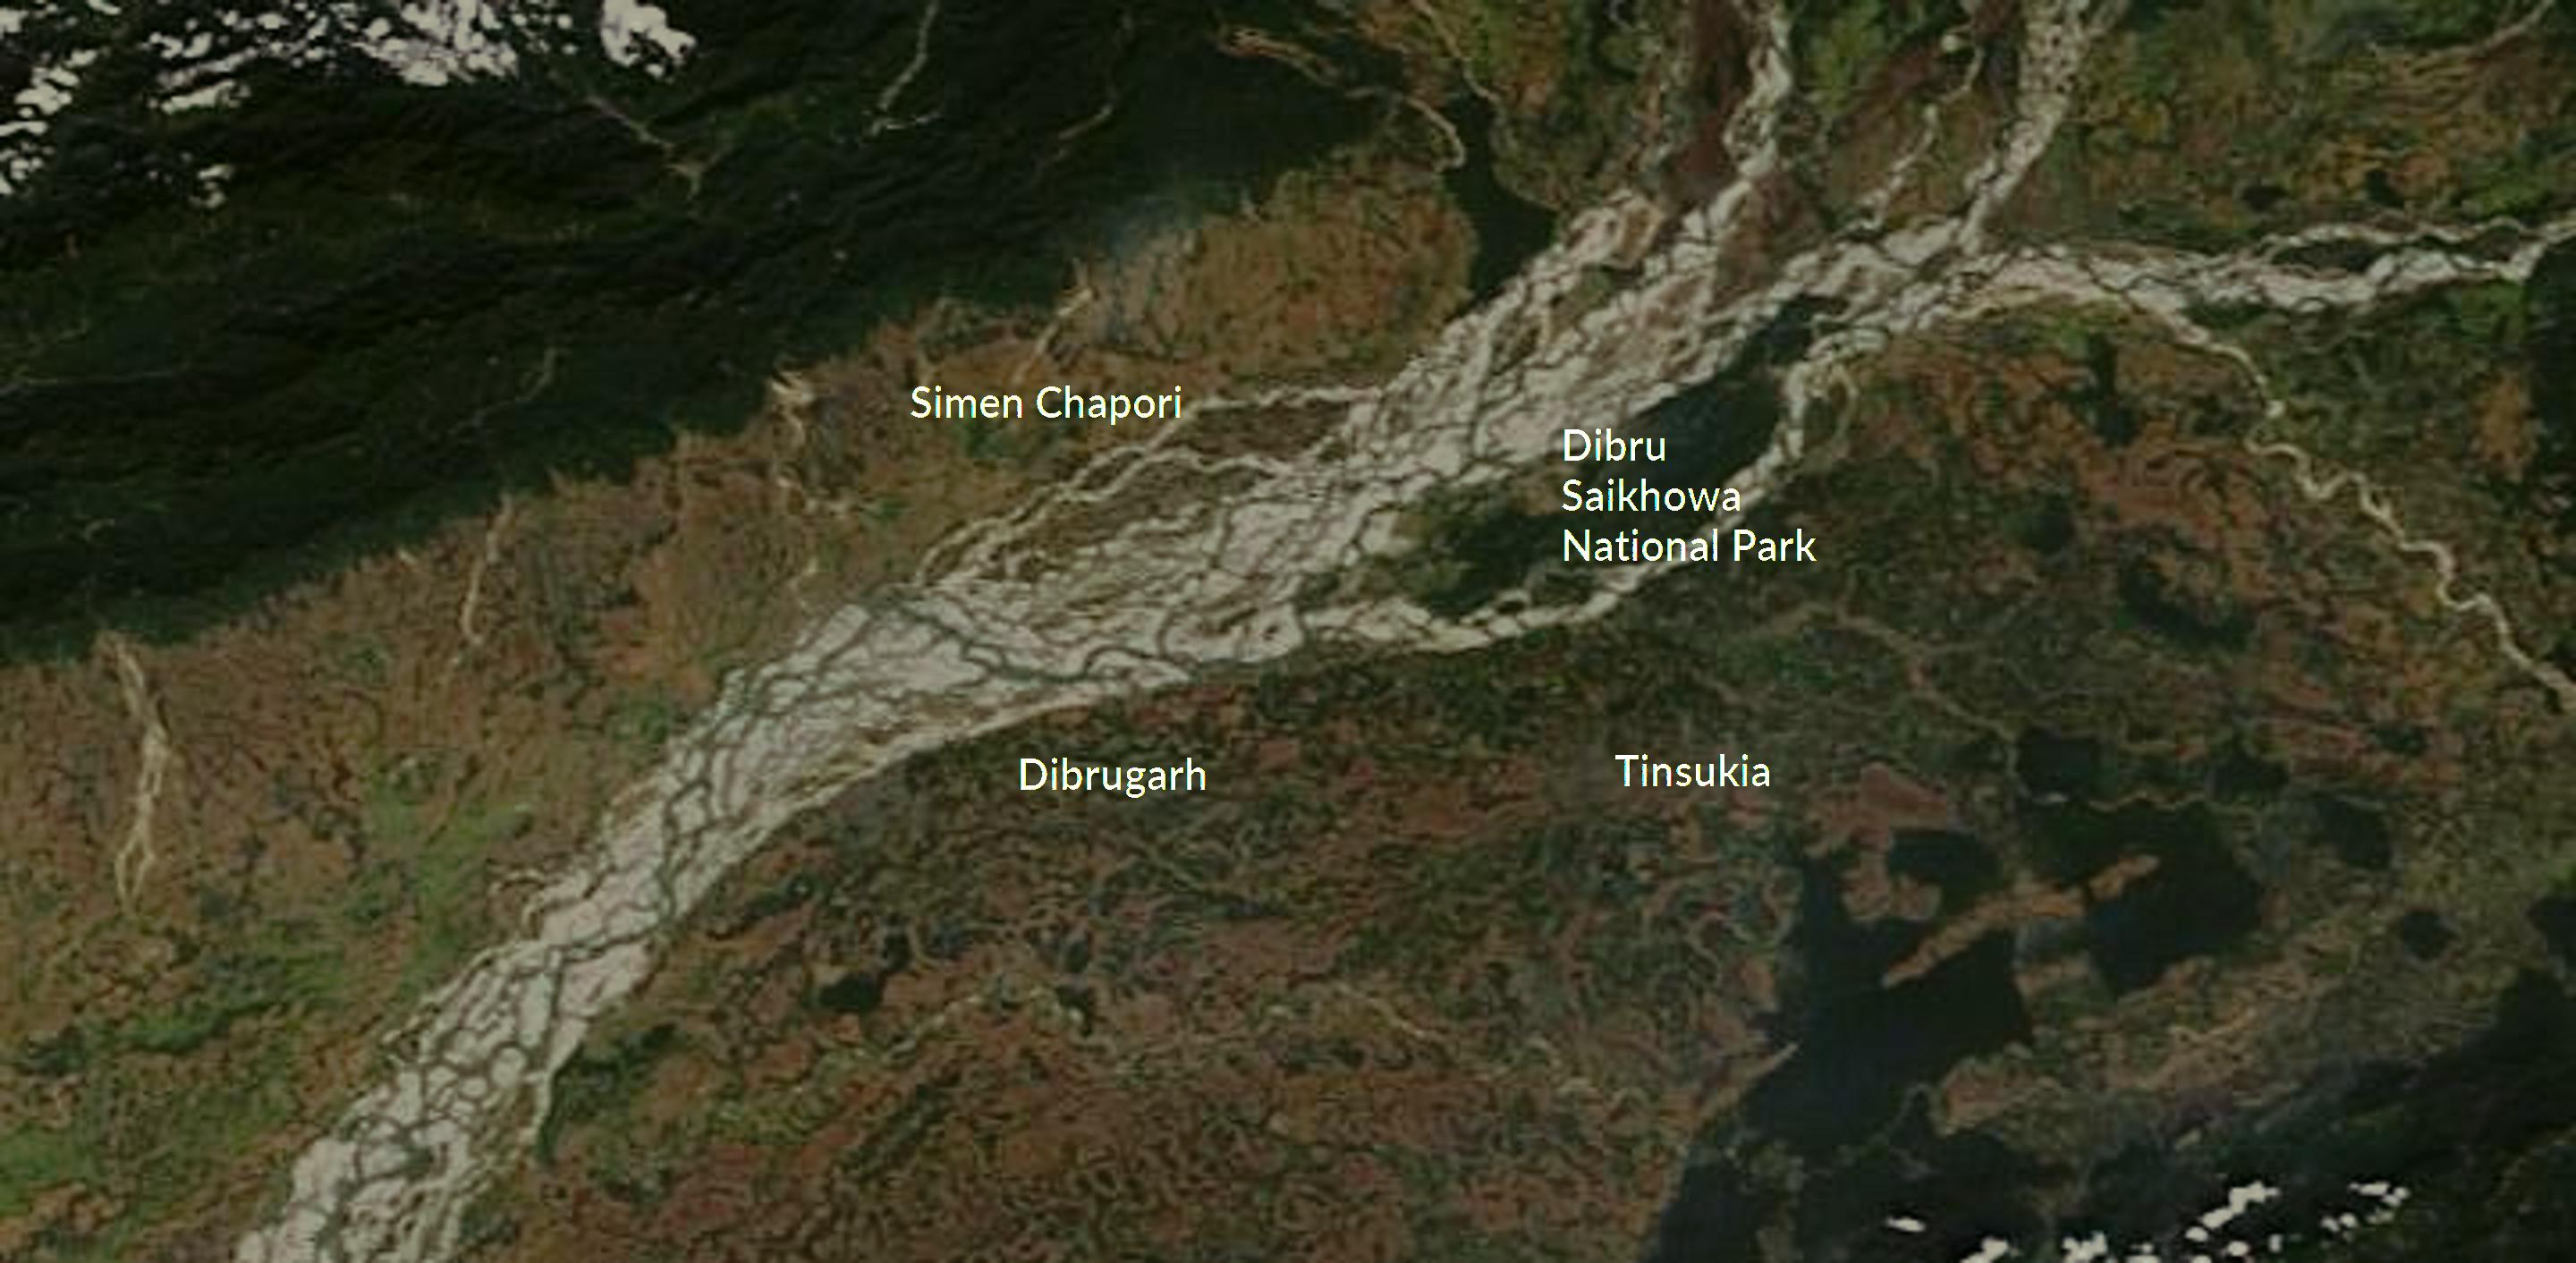 Simen Chapori
Dibru
Saikhowa
National Park
Dibrugarh
Tinsukia